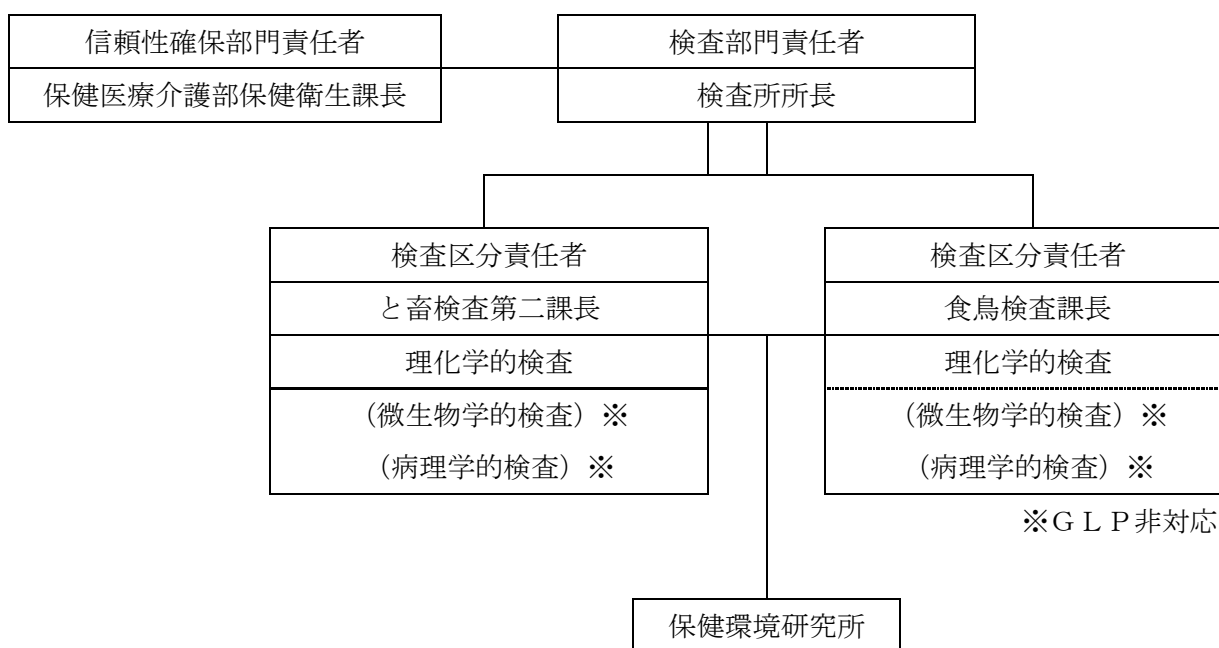 信頼性確保部門責任者
保健医療介護部保健衛生課長
検査部門責任者
検査所所長
検査区分責任者
と畜検査第二課長
理化学的検査
(微生物学的検査)※
(病理学的検査)※
検査区分責任者
食鳥検査課長
理化学的検査
(微生物学的検査)※
(病理学的検査)※
※GLP非対応
保健環境研究所